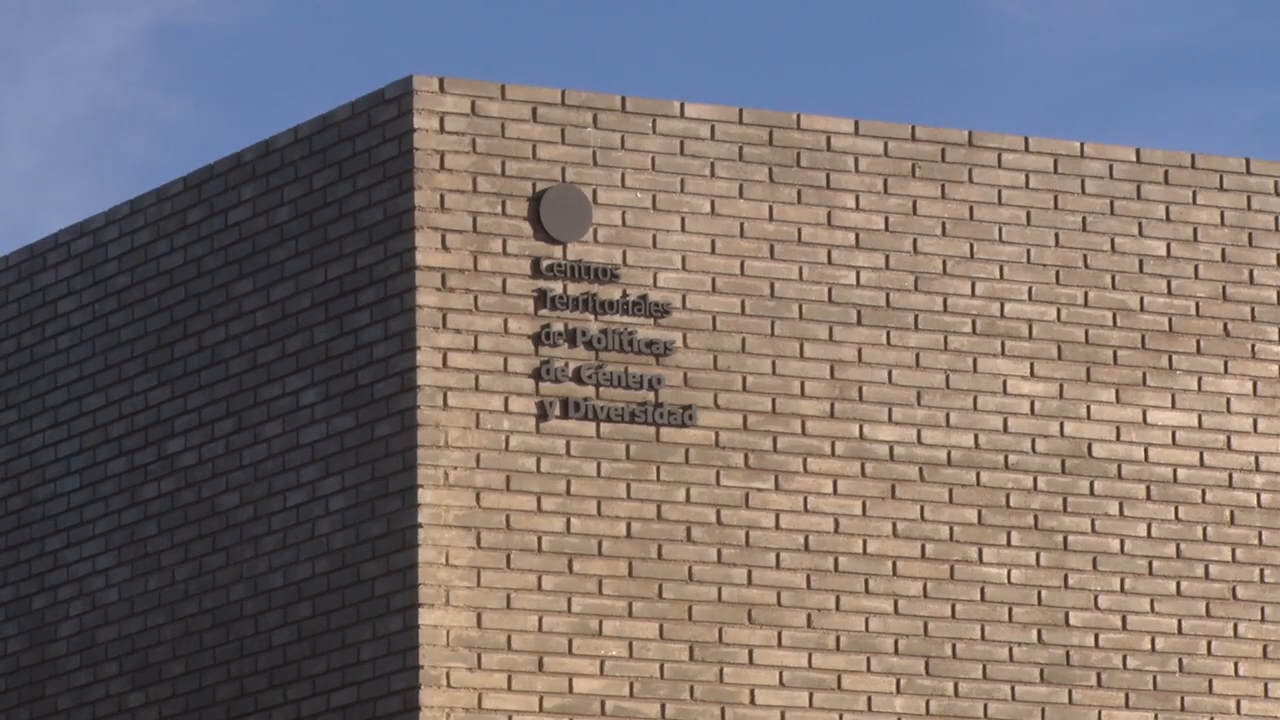 Centros
Territoriales
de Políticas
de Género
y Diversidad